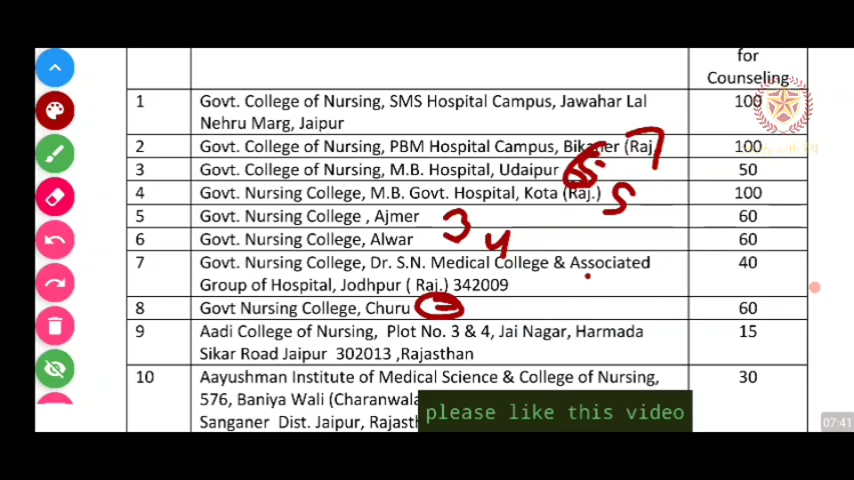 for
Counseling
1 Govt. College of Nursing, SMS Hospital Campus, Jawahar Lal 100
Nehru Marg, Jaipur
2 Govt. College of Nursing, PBM Hospital Campus, Bikaner (Raj. 100
3 Govt. College of Nursing, M.B. Hospital, Udaipur 50
4 Govt. Nursing College, M.B. Govt. Hospital, Kota (Raj.) 100
5 Govt. Nursing College , Ajmer 60
6 Govt. Nursing College, Alwar 60
7 Govt. Nursing College, Dr. S.N. Medical College & Associated 40
Group of Hospital, Jodhpur ( Raj.) 342009
8 Govt Nursing College, Churu 60
9 Aadi College of Nursing, Plot No. 3 & 4, Jai Nagar, Harmada 15
Sikar Road Jaipur 302013 ,Rajasthan
10 Aayushman Institute of Medical Science & College of Nursing, 30
576, Baniya Wali (Charanwala
Sanganer Dist. Jaipur, Rajasth
7
5
3
4
please like this video
07:41